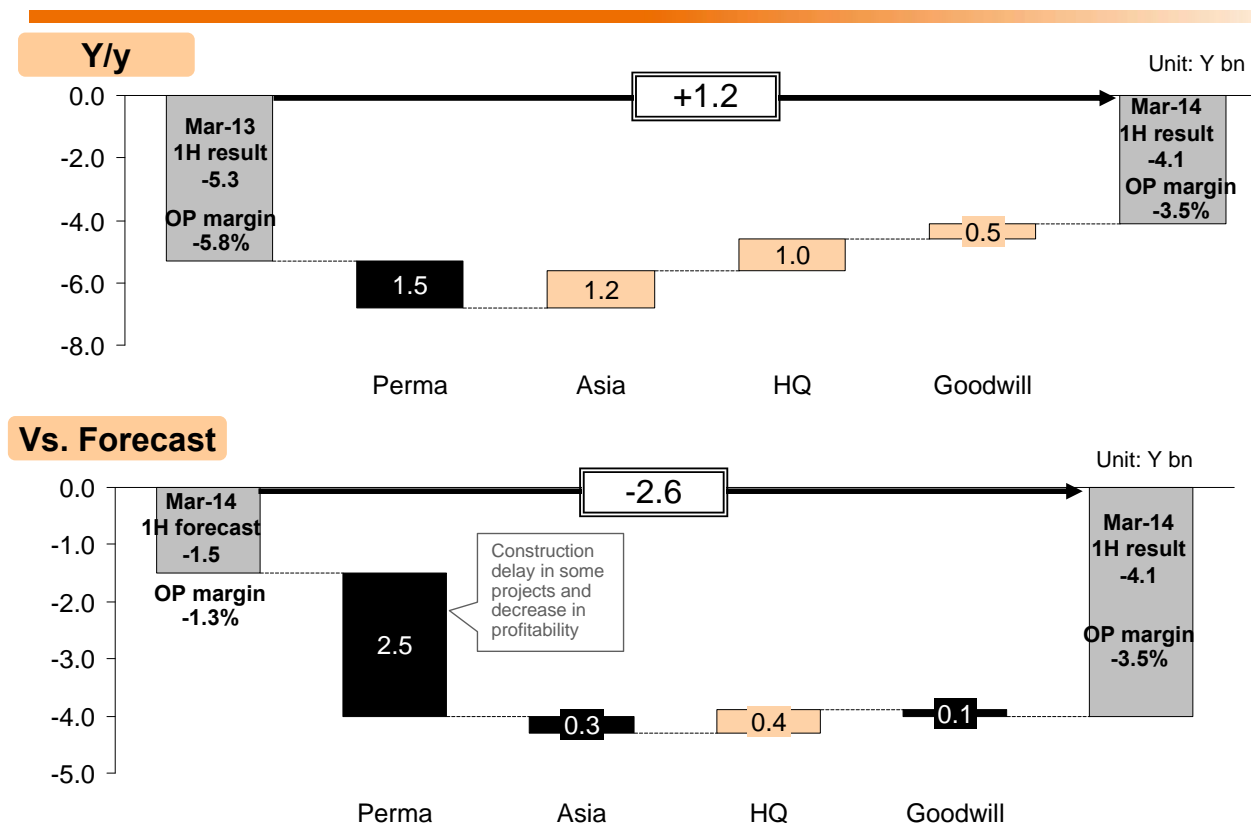 Y/y
Unit: Y bn
+1.2
0.0
-2.0
-4.0
-6.0
-8.0
Mar-13
1H result
-5.3
OP margin
-5.8%
1.5
1.2
1.0
0.5
Mar-14
1H result
-4.1
OP margin
-3.5%
Perma
Asia
HQ
Goodwill
Vs. Forecast
Unit: Y bn
-2.6
0.0
-1.0
-2.0
-3.0
-4.0
-5.0
Mar-14
1H forecast
-1.5
OP margin
-1.3%
Construction
delay in some
projects and
decrease in
profitability
2.5
0.3
0.4
0.1
Mar-14
1H result
-4.1
OP margin
-3.5%
Perma
Asia
HQ
Goodwill